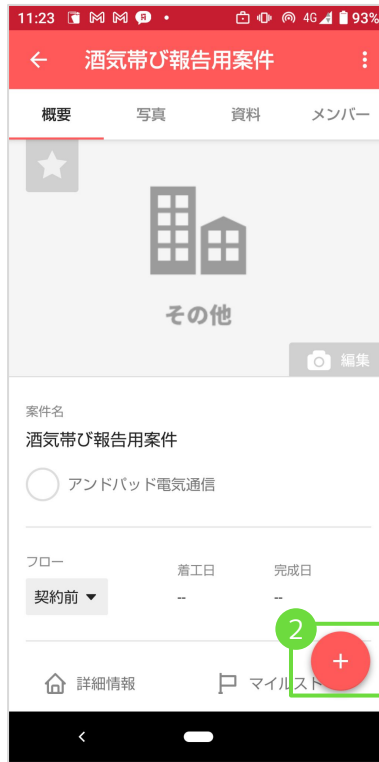 11:23 4G 93%
酒気帯び報告用案件
概要 写真 資料 メンバー
その他
編集
案件名
酒気帯び報告用案件
アンドパッド電気通信
フロー 着工日 完成日
契約前 -- --
2
詳細情報 マイルスト